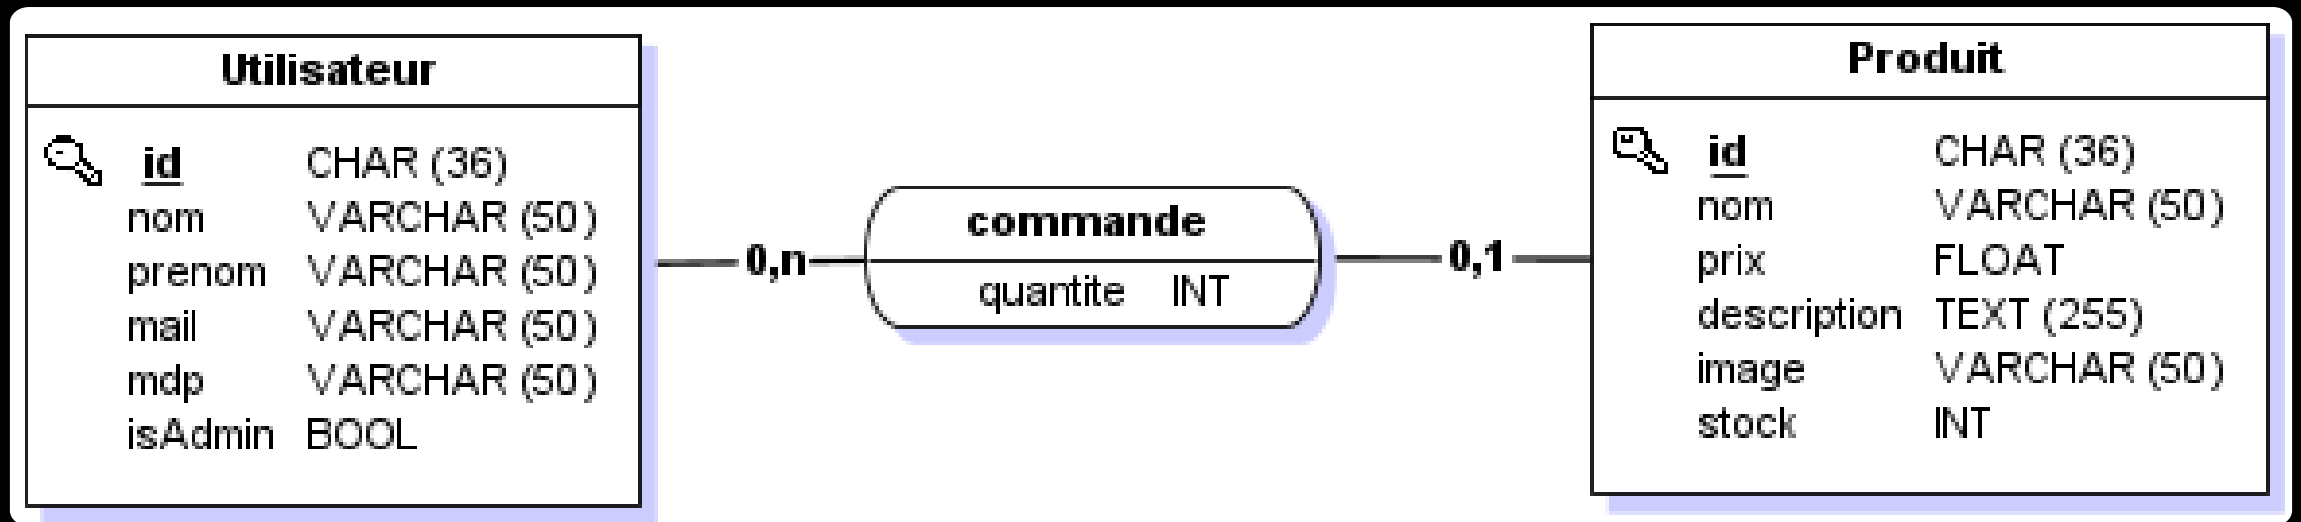 Utilisateur
id CHAR (36)
nom VARCHAR (50)
prenom VARCHAR (50)
mail VARCHAR (50)
mdp VARCHAR (50)
isAdmin BOOL
0,n
commande
quantite INT
0,1
Produit
id CHAR (36)
nom VARCHAR (50)
prix FLOAT
description TEXT (255)
image VARCHAR (50)
stock INT